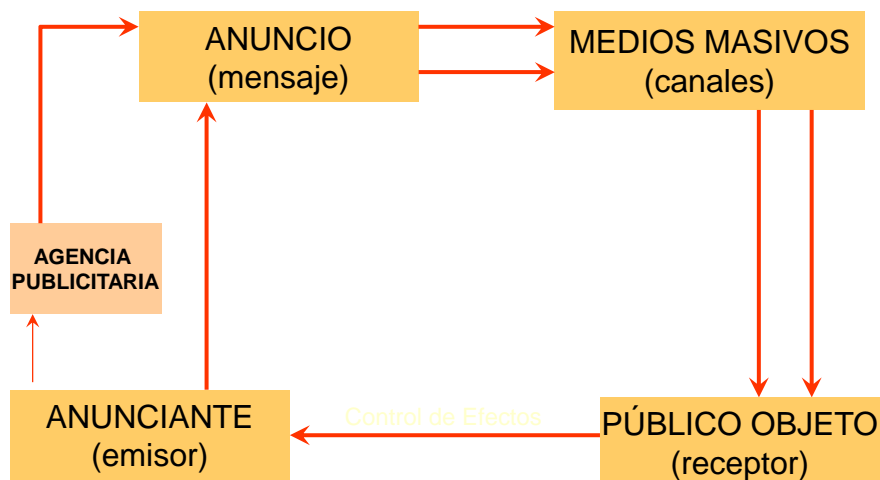 ANUNCIO
(mensaje)
MEDIOS MASIVOS
(canales)
AGENCIA
PUBLICITARIA
ANUNCIANTE
(emisor)
Control de Efectos
PÚBLICO OBJETO
(receptor)